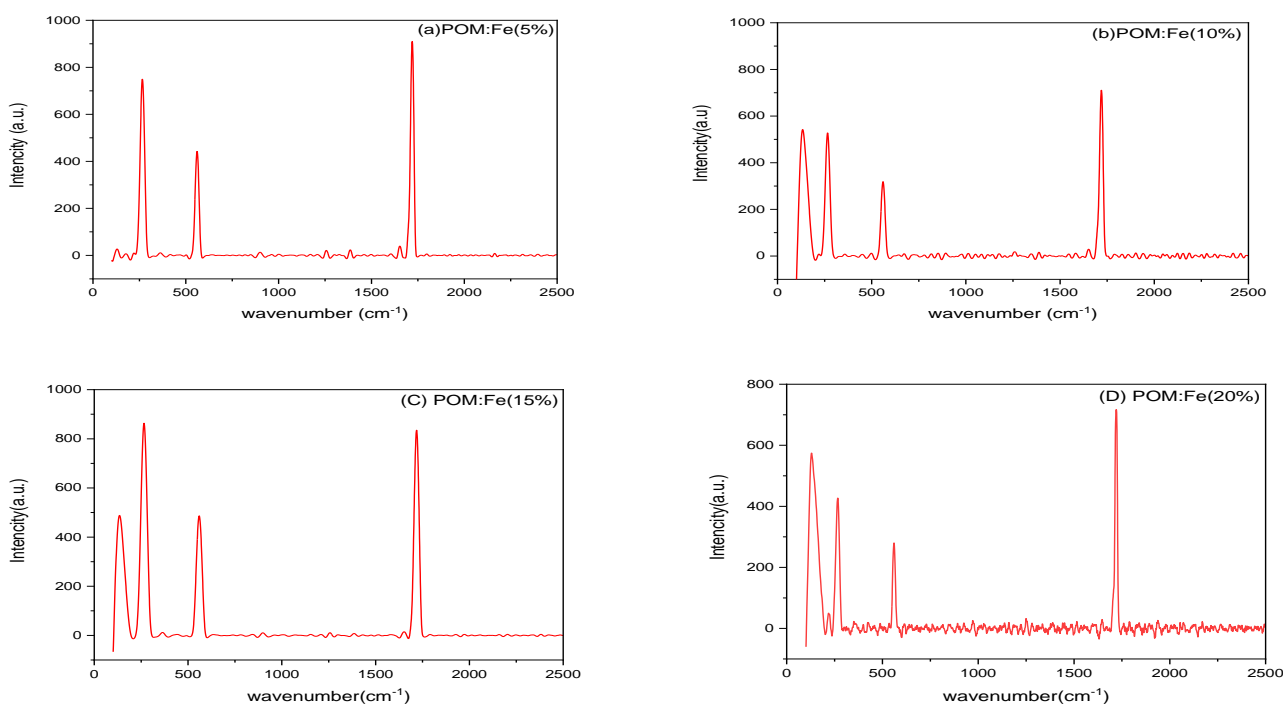 (a)POM:Fe(5%)
1000
800
600
400
200
0
Intencity (a.u.)
0 500 1000 1500 2000 2500
wavenumber (cm-1)
(b)POM:Fe(10%)
1000
800
600
400
200
0
Intencity(a.u)
0 500 1000 1500 2000 2500
wavenumber (cm-1)
(C) POM:Fe(15%)
1000
800
600
400
200
0
Intencity(a.u.)
0 500 1000 1500 2000 2500
wavenumber(cm-1)
(D) POM:Fe(20%)
800
600
400
200
0
Intencity(a.u.)
0 500 1000 1500 2000 2500
wavenumber(cm-1)